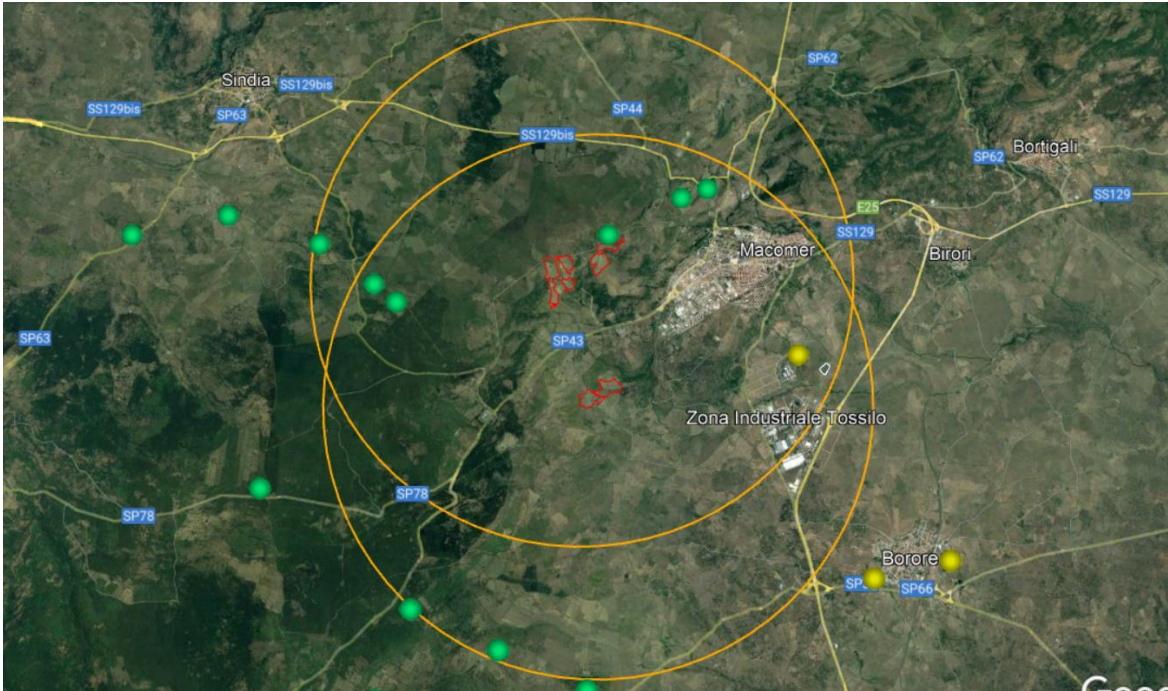 SP62
Sindia
SS129bis
SS129bis
SP63
SP44
SS129bis
Bortigali
SP62
SS129
E25
SS129
Macomer
Birori
SP63
SP43
Zona Industriale Tossilo
SP78
SP78
Borore
SP66